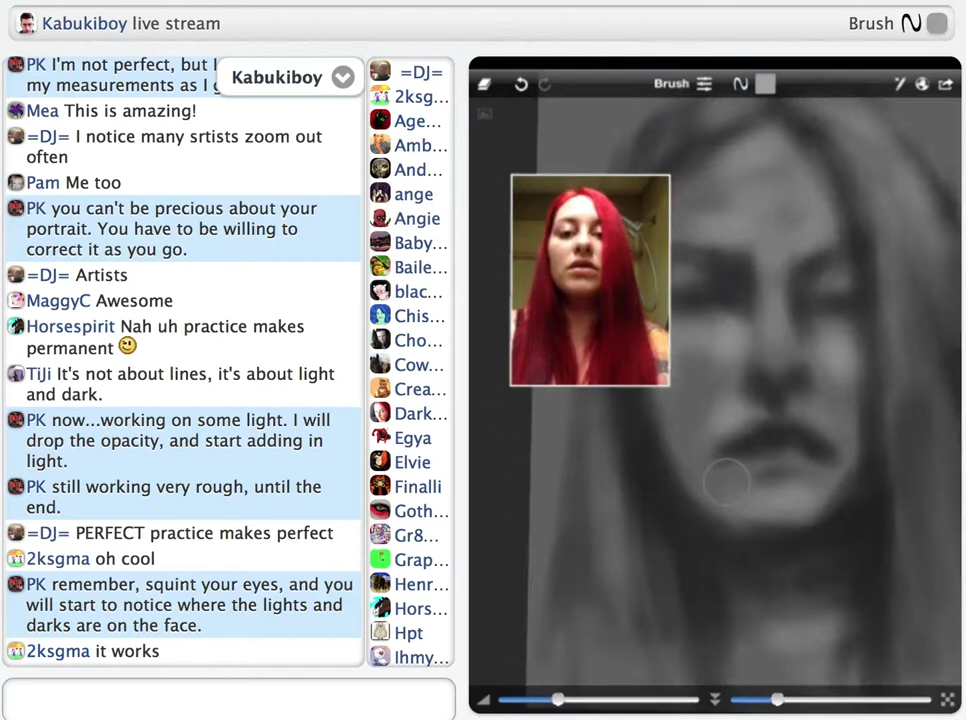 Kabukiboy live stream
Brush
PK I'm not perfect, but I
my measurements as I g
Kabukiboy
Mea This is amazing!
=DJ= I notice many srtists zoom out
often
Pam Me too
PK you can't be precious about your
portrait. You have to be willing to
correct it as you go.
=DJ= Artists
MaggyC Awesome
Horsespirit Nah uh practice makes
permanent
TiJi It's not about lines, it's about light
and dark.
PK now...working on some light. I will
drop the opacity, and start adding in
light.
PK still working very rough, until the
end.
=DJ= PERFECT practice makes perfect
2ksgma oh cool
PK remember, squint your eyes, and you
will start to notice where the lights and
darks are on the face.
2ksgma it works
=DJ=
2ksg...
Age...
Amb...
And...
ange
Angie
Baby...
Baile...
blac...
Chis...
Cho...
Cow...
Crea...
Dark...
Egya
Elvie
Finalli
Goth...
Gr8...
Grap...
Henr...
Hors...
Hpt
Ihmy...
Brush